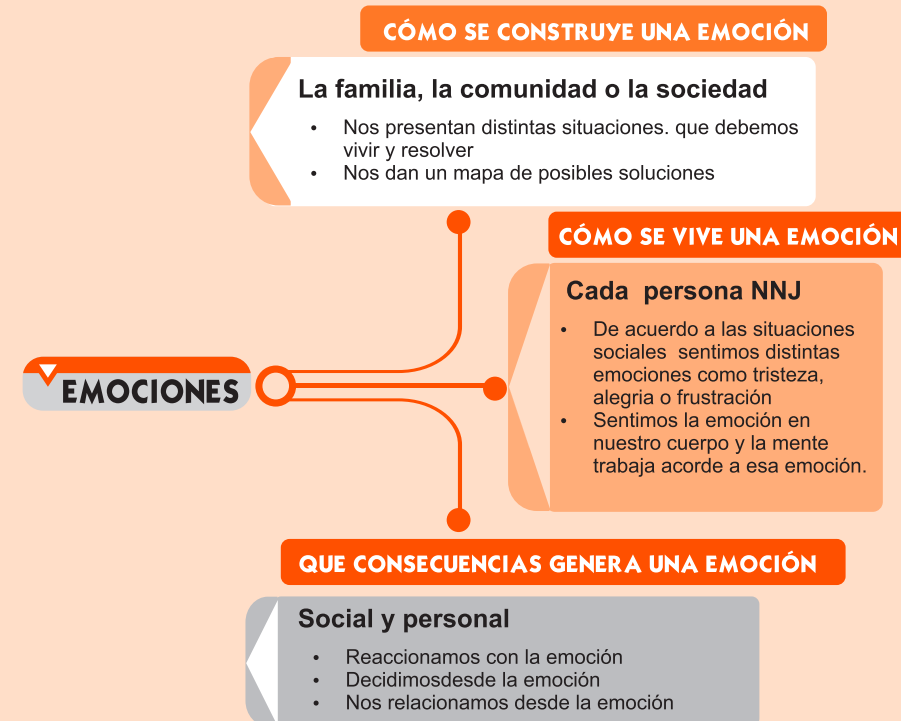 CÓMO SE CONSTRUYE UNA EMOCIÓN
La familia, la comunidad o la sociedad
• Nos presentan distintas situaciones. que debemos
vivir y resolver
• Nos dan un mapa de posibles soluciones
CÓMO SE VIVE UNA EMOCIÓN
Cada persona NNJ
• De acuerdo a las situaciones
sociales sentimos distintas
emociones como tristeza,
alegria o frustración
• Sentimos la emoción en
nuestro cuerpo y la mente
trabaja acorde a esa emoción.
EMOCIONES
QUE CONSECUENCIAS GENERA UNA EMOCIÓN
Social y personal
• Reaccionamos con la emoción
• Decidimosdesde la emoción
• Nos relacionamos desde la emoción